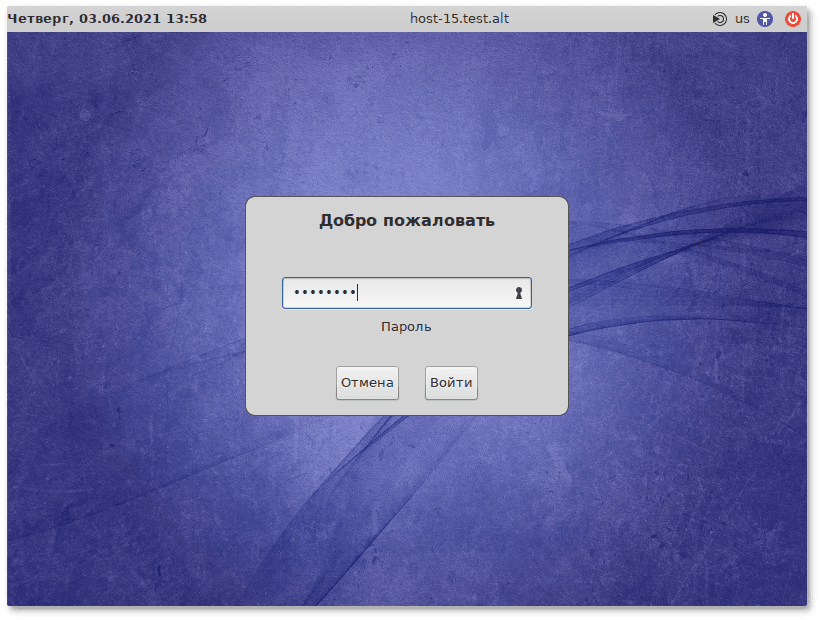 Четверг, 03.06.2021 13:58 host-15.test.alt us
Добро пожаловать
••••••••
Пароль
Отмена Войти